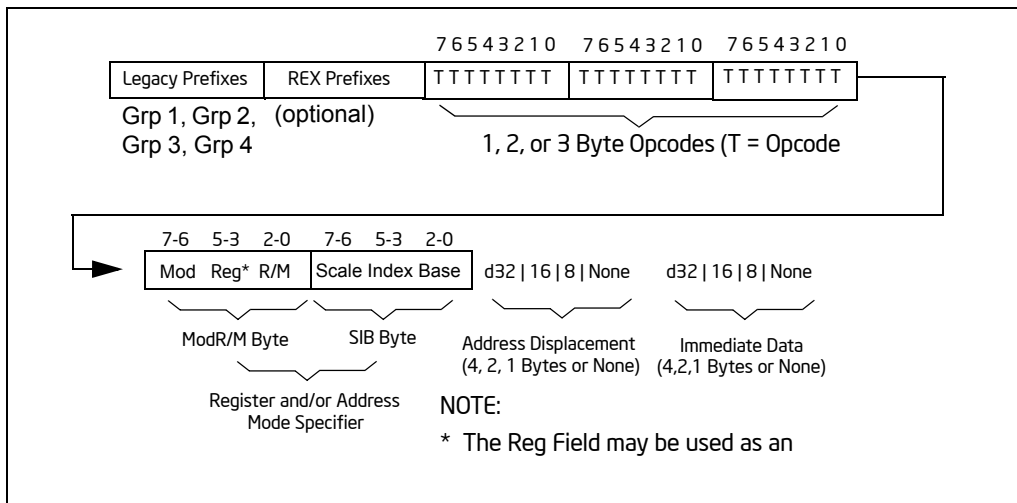 7 6 5 4 3 2 1 0 7 6 5 4 3 2 1 0 7 6 5 4 3 2 1 0
Legacy Prefixes REX Prefixes T T T T T T T T T T T T T T T T T T T T T T T T
Grp 1, Grp 2, (optional)
Grp 3, Grp 4
1, 2, or 3 Byte Opcodes (T = Opcode
7-6 5-3 2-0 7-6 5-3 2-0
Mod Reg* R/M Scale Index Base d32 | 16 | 8 | None d32 | 16 | 8 | None
ModR/M Byte SIB Byte Address Displacement Immediate Data
(4, 2, 1 Bytes or None) (4,2,1 Bytes or None)
Register and/or Address
Mode Specifier
NOTE:
* The Reg Field may be used as an